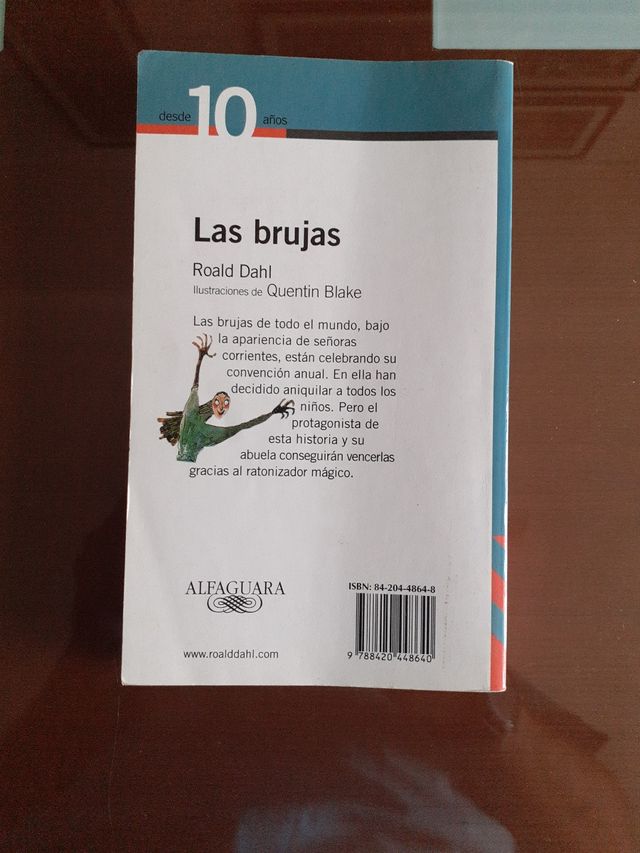 desde 10 años
Las brujas
Roald Dahl
Ilustraciones de Quentin Blake
Las brujas de todo el mundo, bajo
la apariencia de señoras
corrientes, están celebrando su
convención anual. En ella han
decidido aniquilar a todos los
niños. Pero el
protagonista de
esta historia y su
abuela conseguirán vencerlas
gracias al ratonizador mágico.
ALFAGUARA
ISBN: 84-204-4864-8
www.roalddahl.com
9 788420 448640